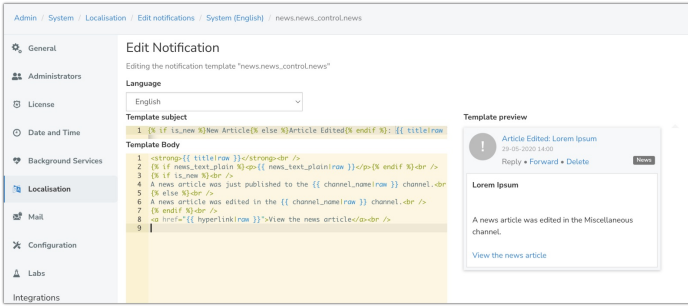 Admin / System / Localisation / Edit notifications / System (English) / news.news_control.news
General
Administrators
License
Date and Time
Background Services
Localisation
Mail
Configuration
Labs
Integrations
Edit Notification
Editing the notification template "news.news_control.news"
Language
English
Template subject
1 {% if is_new %}New Article{% else %}Article Edited{% endif %}: {{ title|raw
Template Body
1 <strong>{{ title|raw }}</strong><br />
2 {% if news_text_plain %}<p>{{ news_text_plain|raw }}</p>{% endif %}<br />
3 {% if is_new %}<br />
4 A news article was just published to the {{ channel_name|raw }} channel.<br
5 {% else %}<br />
6 A news article was edited in the {{ channel_name|raw }} channel.<br />
7 {% endif %}<br />
8 <a href="{{ hyperlink|raw }}">View the news article</a><br />
9
Template preview
!
Article Edited: Lorem Ipsum
29-05-2020 14:00
Reply • Forward • Delete
News
Lorem Ipsum
A news article was edited in the Miscellaneous
channel.
View the news article